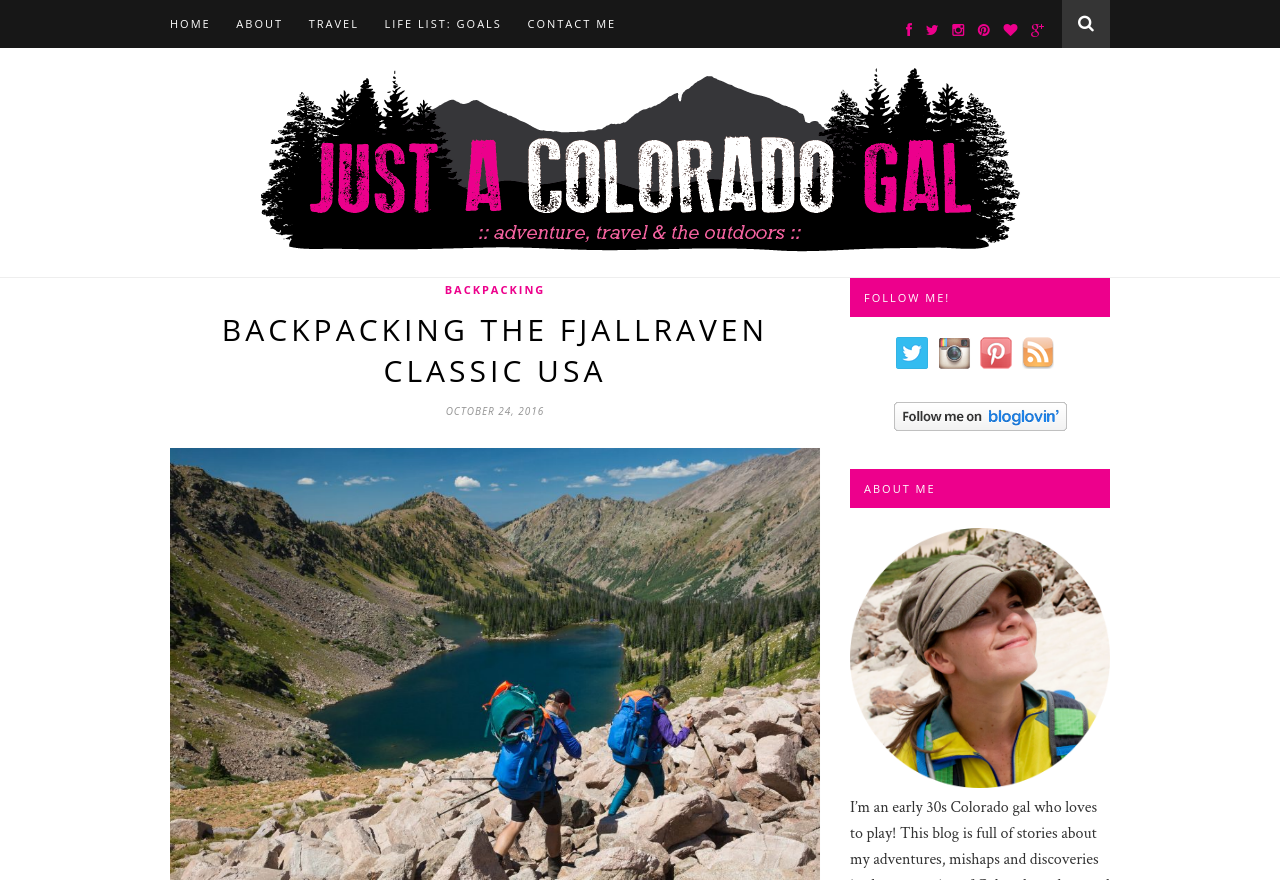 HOME ABOUT TRAVEL LIFE LIST: GOALS CONTACT ME
JUST A COLORADO GAL
:: adventure, travel & the outdoors ::
BACKPACKING
BACKPACKING THE FJALLRAVEN
CLASSIC USA
OCTOBER 24, 2016
FOLLOW ME!
Follow me on bloglovin'
ABOUT ME
I’m an early 30s Colorado gal who loves
to play! This blog is full of stories about
my adventures, mishaps and discoveries